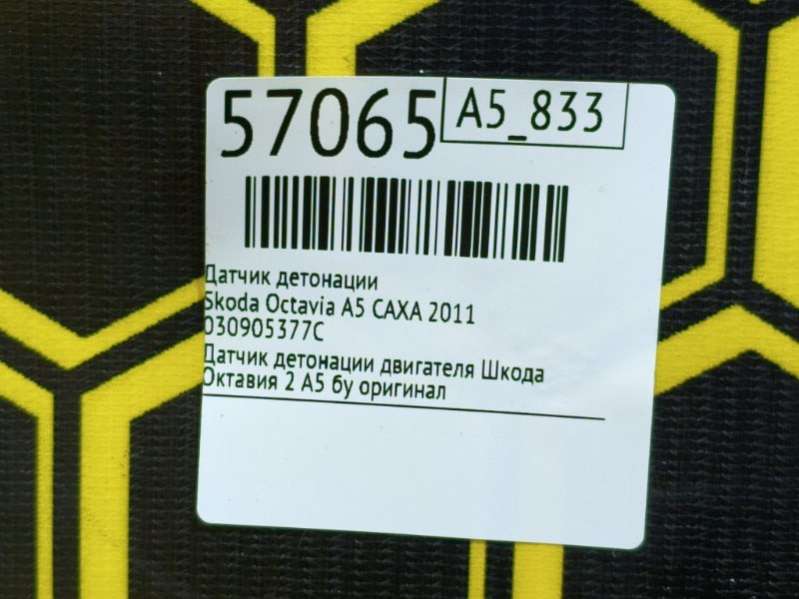 57065
A5_833
Датчик детонации
Skoda Octavia A5 CAXA 2011
030905377C
Датчик детонации двигателя Шкода
Октавия 2 А5 бу оригинал